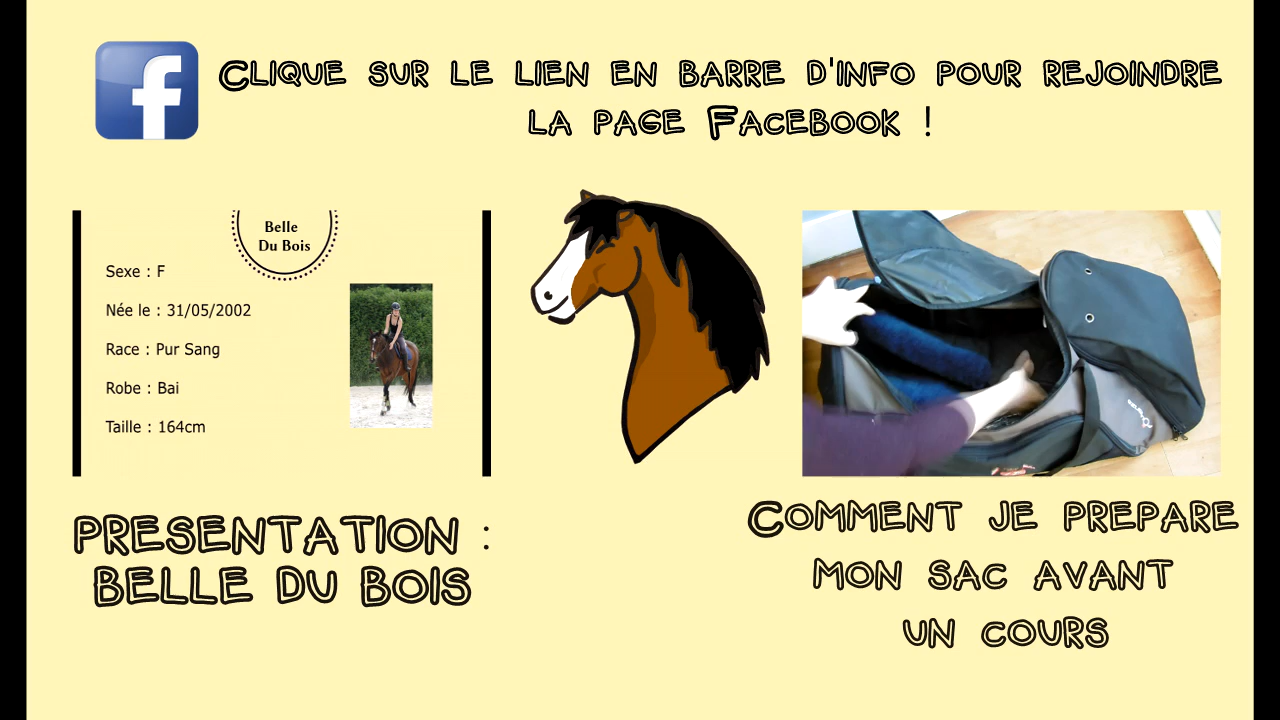 Clique sur le lien en barre d'info pour rejoindre
la page Facebook !
Belle
Du Bois
Sexe : F
Née le : 31/05/2002
Race : Pur Sang
Robe : Bai
Taille : 164cm
PRESENTATION :
BELLE DU BOIS
Comment je prepare
mon sac avant
un cours